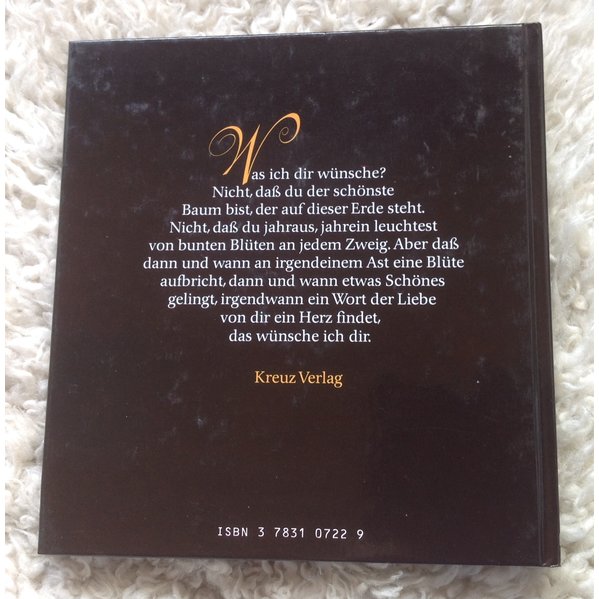 Was ich dir wünsche?
Nicht, daß du der schönste
Baum bist, der auf dieser Erde steht.
Nicht, daß du jahraus, jahrein leuchtest
von bunten Blüten an jedem Zweig. Aber daß
dann und wann an irgendeinem Ast eine Blüte
aufbricht, dann und wann etwas Schönes
gelingt, irgendwann ein Wort der Liebe
von dir ein Herz findet,
das wünsche ich dir.
Kreuz Verlag
ISBN 3 7831 0722 9